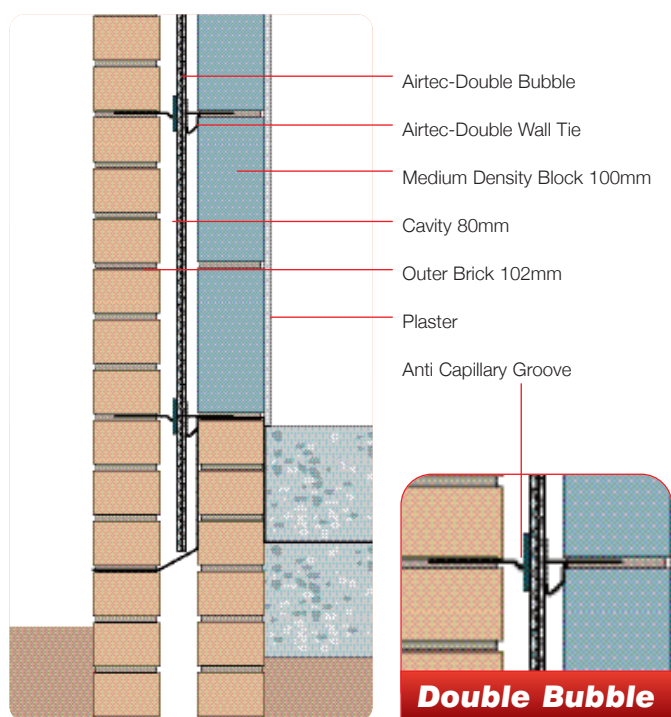 Airtec-Double Bubble
Airtec-Double Wall Tie
Medium Density Block 100mm
Cavity 80mm
Outer Brick 102mm
Plaster
Anti Capillary Groove
Double Bubble